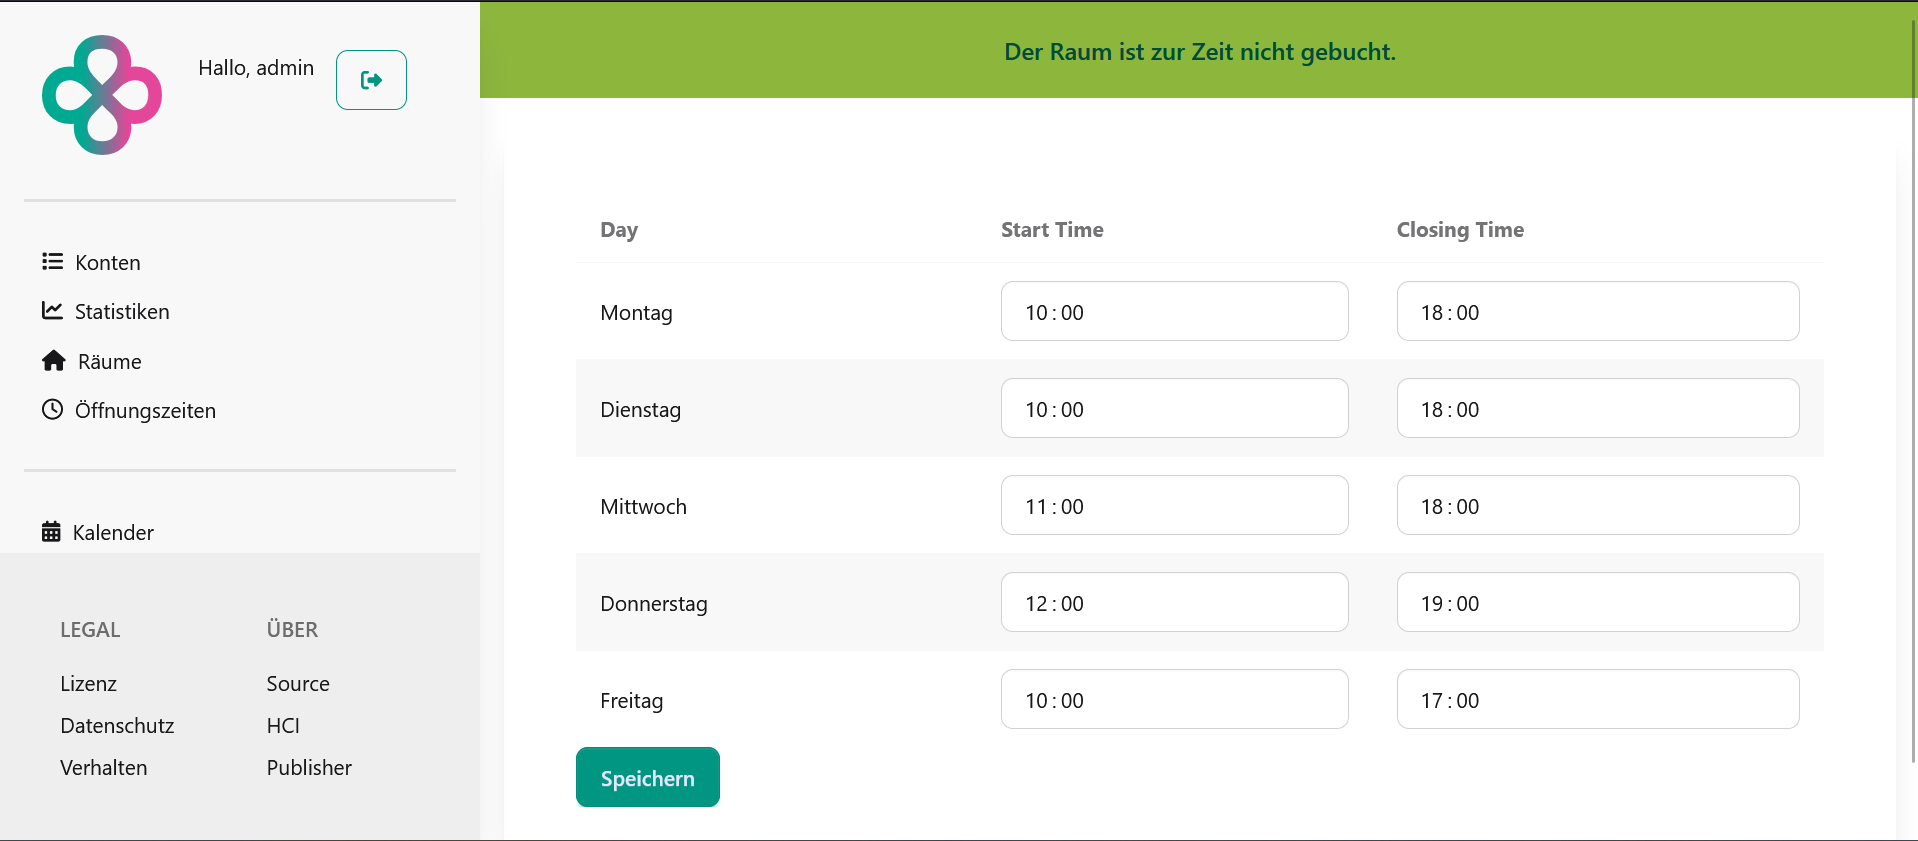 Hallo, admin
Konten
Statistiken
Räume
Öffnungszeiten
Kalender
LEGAL ÜBER
Lizenz Source
Datenschutz HCI
Verhalten Publisher
Der Raum ist zur Zeit nicht gebucht.
Day Start Time Closing Time
Montag 10:00 18:00
Dienstag 10:00 18:00
Mittwoch 11:00 18:00
Donnerstag 12:00 19:00
Freitag 10:00 17:00
Speichern